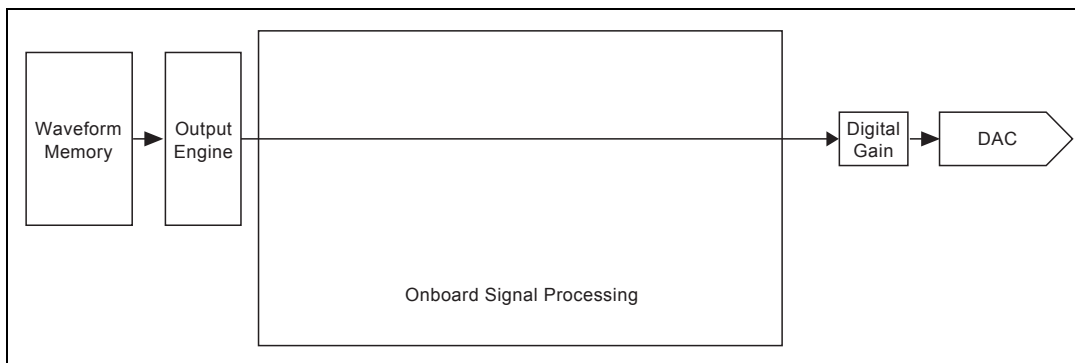 Waveform
Memory
Output
Engine
Digital
Gain
DAC
Onboard Signal Processing